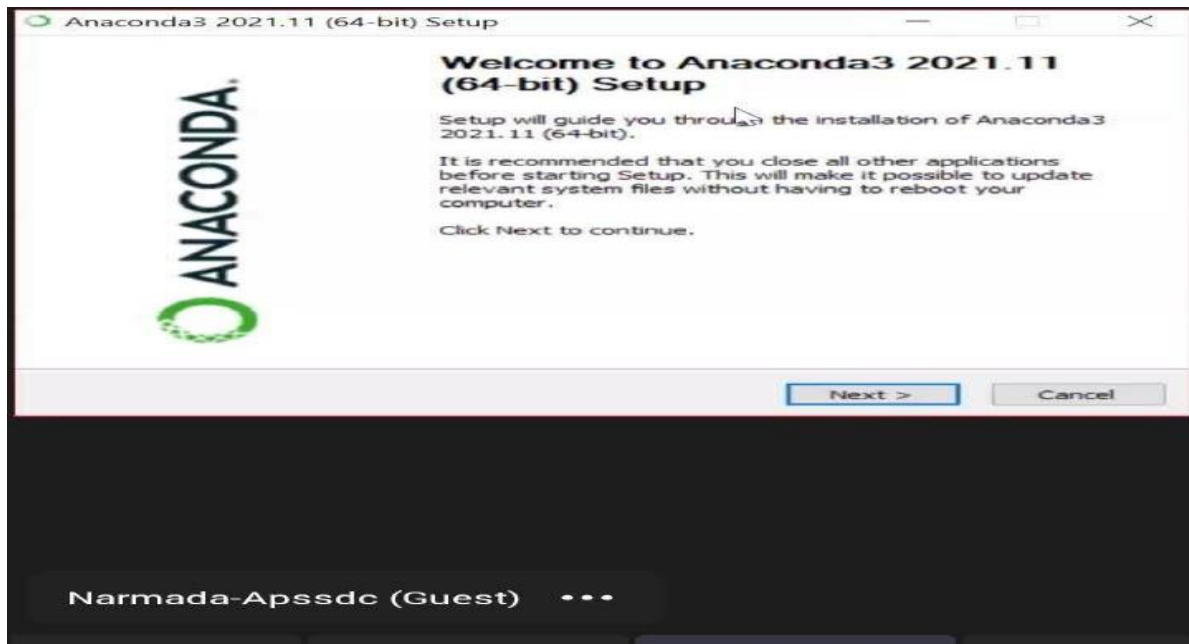 Anaconda3 2021.11 (64-bit) Setup
ANACONDA.
Welcome to Anaconda3 2021.11
(64-bit) Setup
Setup will guide you through the installation of Anaconda3
2021.11 (64-bit).
It is recommended that you close all other applications
before starting Setup. This will make it possible to update
relevant system files without having to reboot your
computer.
Click Next to continue.
Next >
Cancel
Narmada-Apssdc (Guest) •••